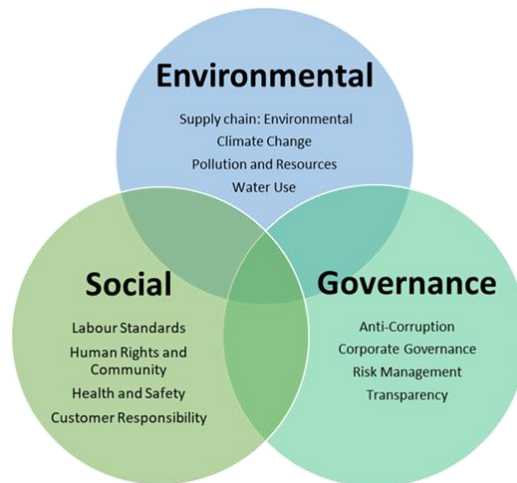 Environmental
Supply chain: Environmental
Climate Change
Pollution and Resources
Water Use
Social
Labour Standards
Human Rights and
Community
Health and Safety
Customer Responsibility
Governance
Anti-Corruption
Corporate Governance
Risk Management
Transparency